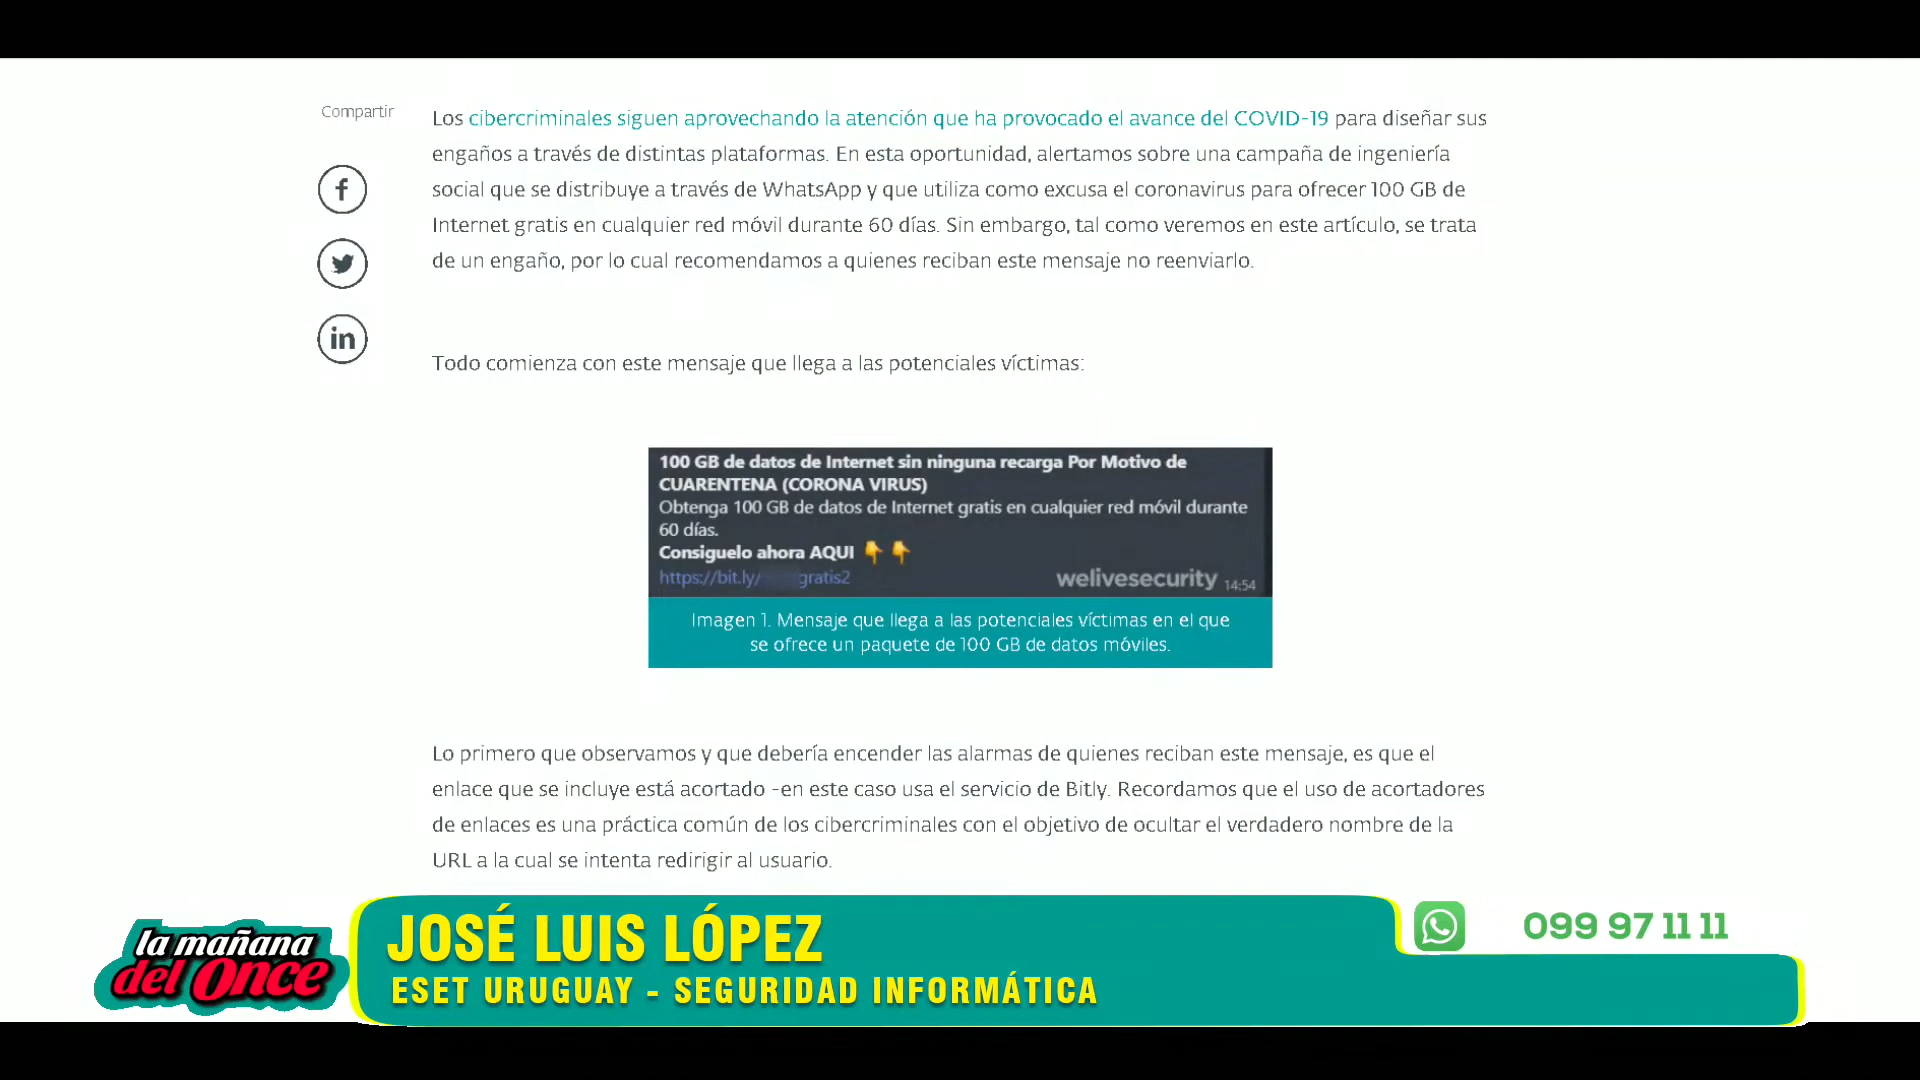 Compartir
Los cibercriminales siguen aprovechando la atención que ha provocado el avance del COVID-19 para diseñar sus
engaños a través de distintas plataformas. En esta oportunidad, alertamos sobre una campaña de ingeniería
social que se distribuye a través de WhatsApp y que utiliza como excusa el coronavirus para ofrecer 100 GB de
Internet gratis en cualquier red móvil durante 60 días. Sin embargo, tal como veremos en este artículo, se trata
de un engaño, por lo cual recomendamos a quienes reciban este mensaje no reenviarlo.
Todo comienza con este mensaje que llega a las potenciales víctimas:
100 GB de datos de Internet sin ninguna recarga Por Motivo de
CUARENTENA (CORONA VIRUS)
Obtenga 100 GB de datos de Internet gratis en cualquier red móvil durante
60 días.
Consiguelo ahora AQUI 👇 👇
https://bit.ly/ gratis2
welivesecurity 14:54
Imagen 1. Mensaje que llega a las potenciales víctimas en el que
se ofrece un paquete de 100 GB de datos móviles.
Lo primero que observamos y que debería encender las alarmas de quienes reciban este mensaje, es que el
enlace que se incluye está acortado -en este caso usa el servicio de Bitly. Recordamos que el uso de acortadores
de enlaces es una práctica común de los cibercriminales con el objetivo de ocultar el verdadero nombre de la
URL a la cual se intenta redirigir al usuario.
la mañana
del Once
JOSÉ LUIS LÓPEZ
ESET URUGUAY - SEGURIDAD INFORMÁTICA
099 97 11 11